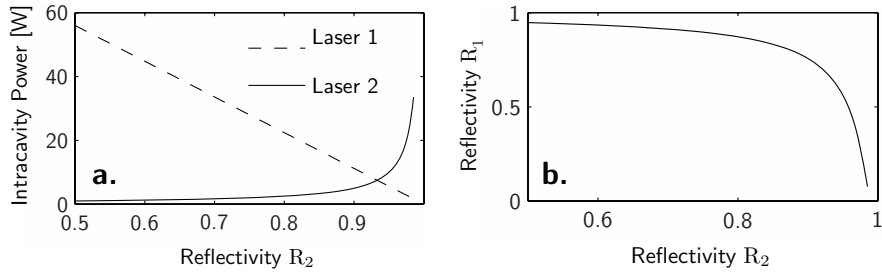 60
40
20
0
Intracavity Power [W]
Laser 1
Laser 2
a.
0.5
0.6
0.7
0.8
0.9
Reflectivity R₂
1
0.5
0
Reflectivity R₁
b.
0.6
0.8
1
Reflectivity R₂